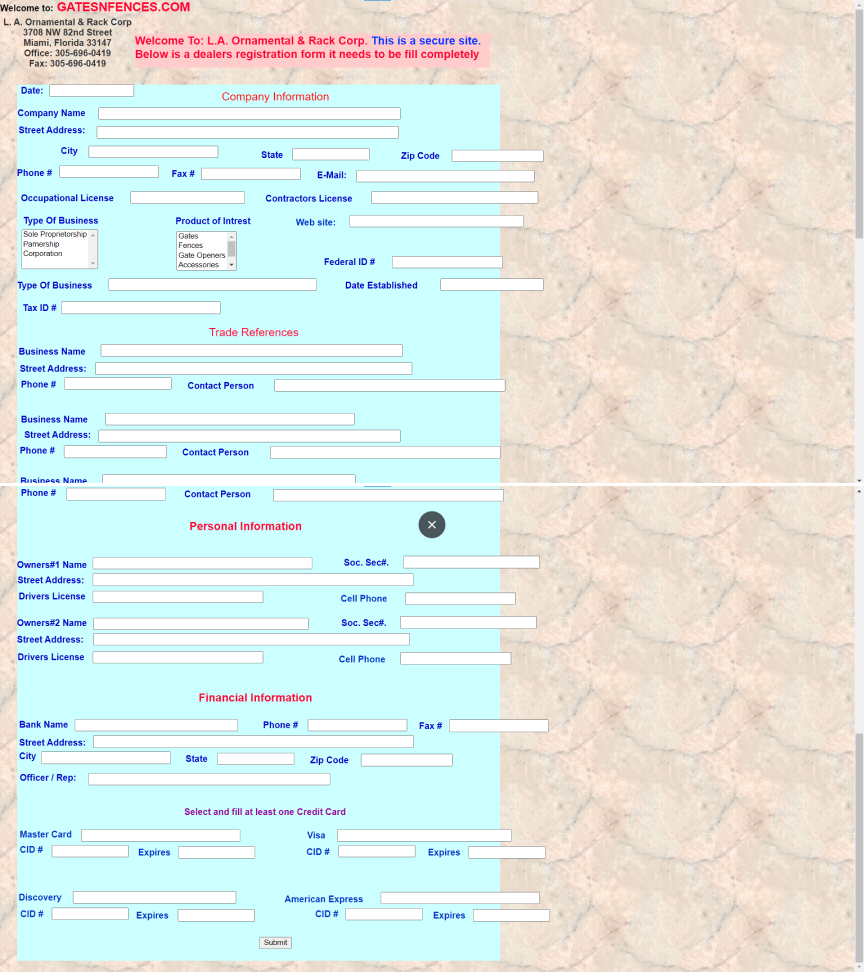 Welcome to: GATESNFENCES.COM
L. A. Ornamental & Rack Corp
3708 NW 82nd Street
Miami, Florida 33147
Office: 305-696-0419
Fax: 305-696-0419
Welcome To: L.A. Ornamental & Rack Corp. This is a secure site.
Below is a dealers registration form it needs to be fill completely
Date:
Company Information
Company Name
Street Address:
City State Zip Code
Phone # Fax # E-Mail:
Occupational License Contractors License
Type Of Business Product of Intrest Web site:
Sole Proprietorship Gates
Parnership Fences
Corporation Gate Openers
Accessories
Federal ID #
Type Of Business Date Established
Tax ID #
Trade References
Business Name
Street Address:
Phone # Contact Person
Business Name
Street Address:
Phone # Contact Person
Business Name
Phone # Contact Person
Personal Information
Owners#1 Name Soc. Sec#.
Street Address:
Drivers License Cell Phone
Owners#2 Name Soc. Sec#.
Street Address:
Drivers License Cell Phone
Financial Information
Bank Name Phone # Fax #
Street Address:
City State Zip Code
Officer / Rep:
Select and fill at least one Credit Card
Master Card Visa
CID # Expires CID # Expires
Discovery American Express
CID # Expires CID # Expires
Submit